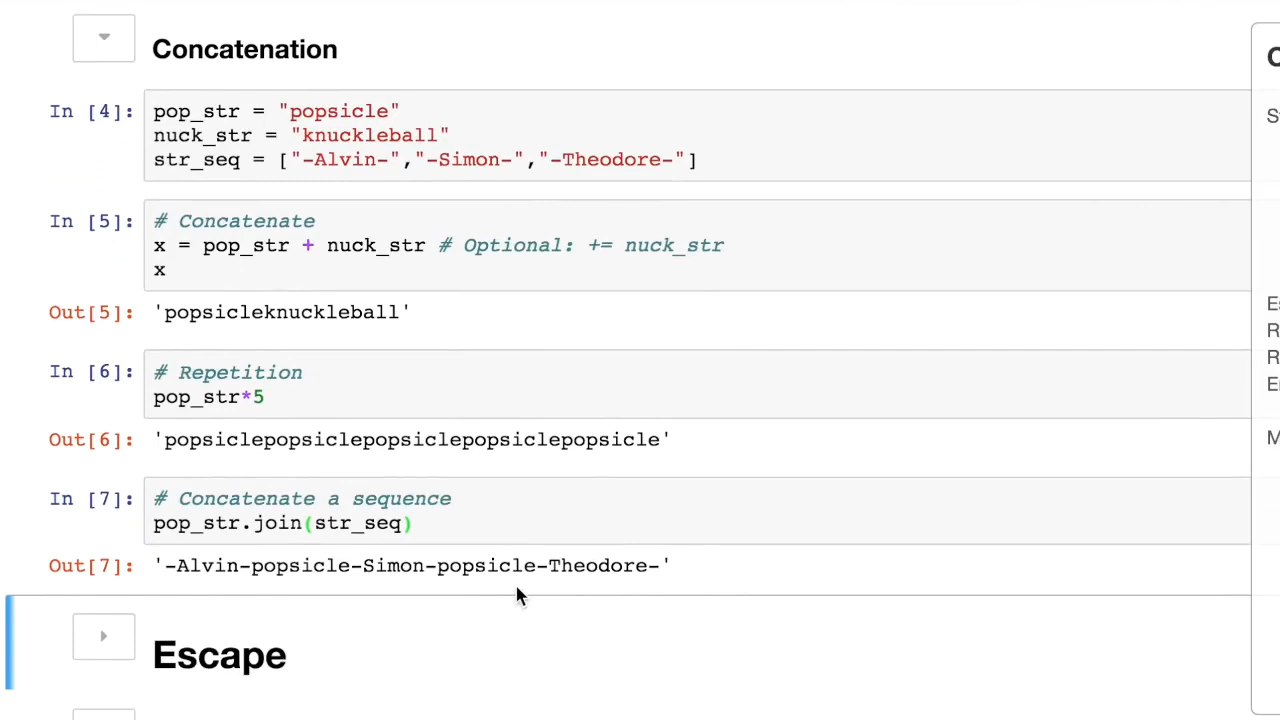 Concatenation
In [4]:
pop_str = "popsicle"
nuck_str = "knuckleball"
str_seq = ["-Alvin-","-Simon-","-Theodore-"]
In [5]:
# Concatenate
x = pop_str + nuck_str # Optional: += nuck_str
x
Out[5]:
'popsicleknuckleball'
In [6]:
# Repetition
pop_str*5
Out[6]:
'popsiclepopsiclepopsiclepopsiclepopsicle'
In [7]:
# Concatenate a sequence
pop_str.join(str_seq)
Out[7]:
'-Alvin-popsicle-Simon-popsicle-Theodore-'
Escape